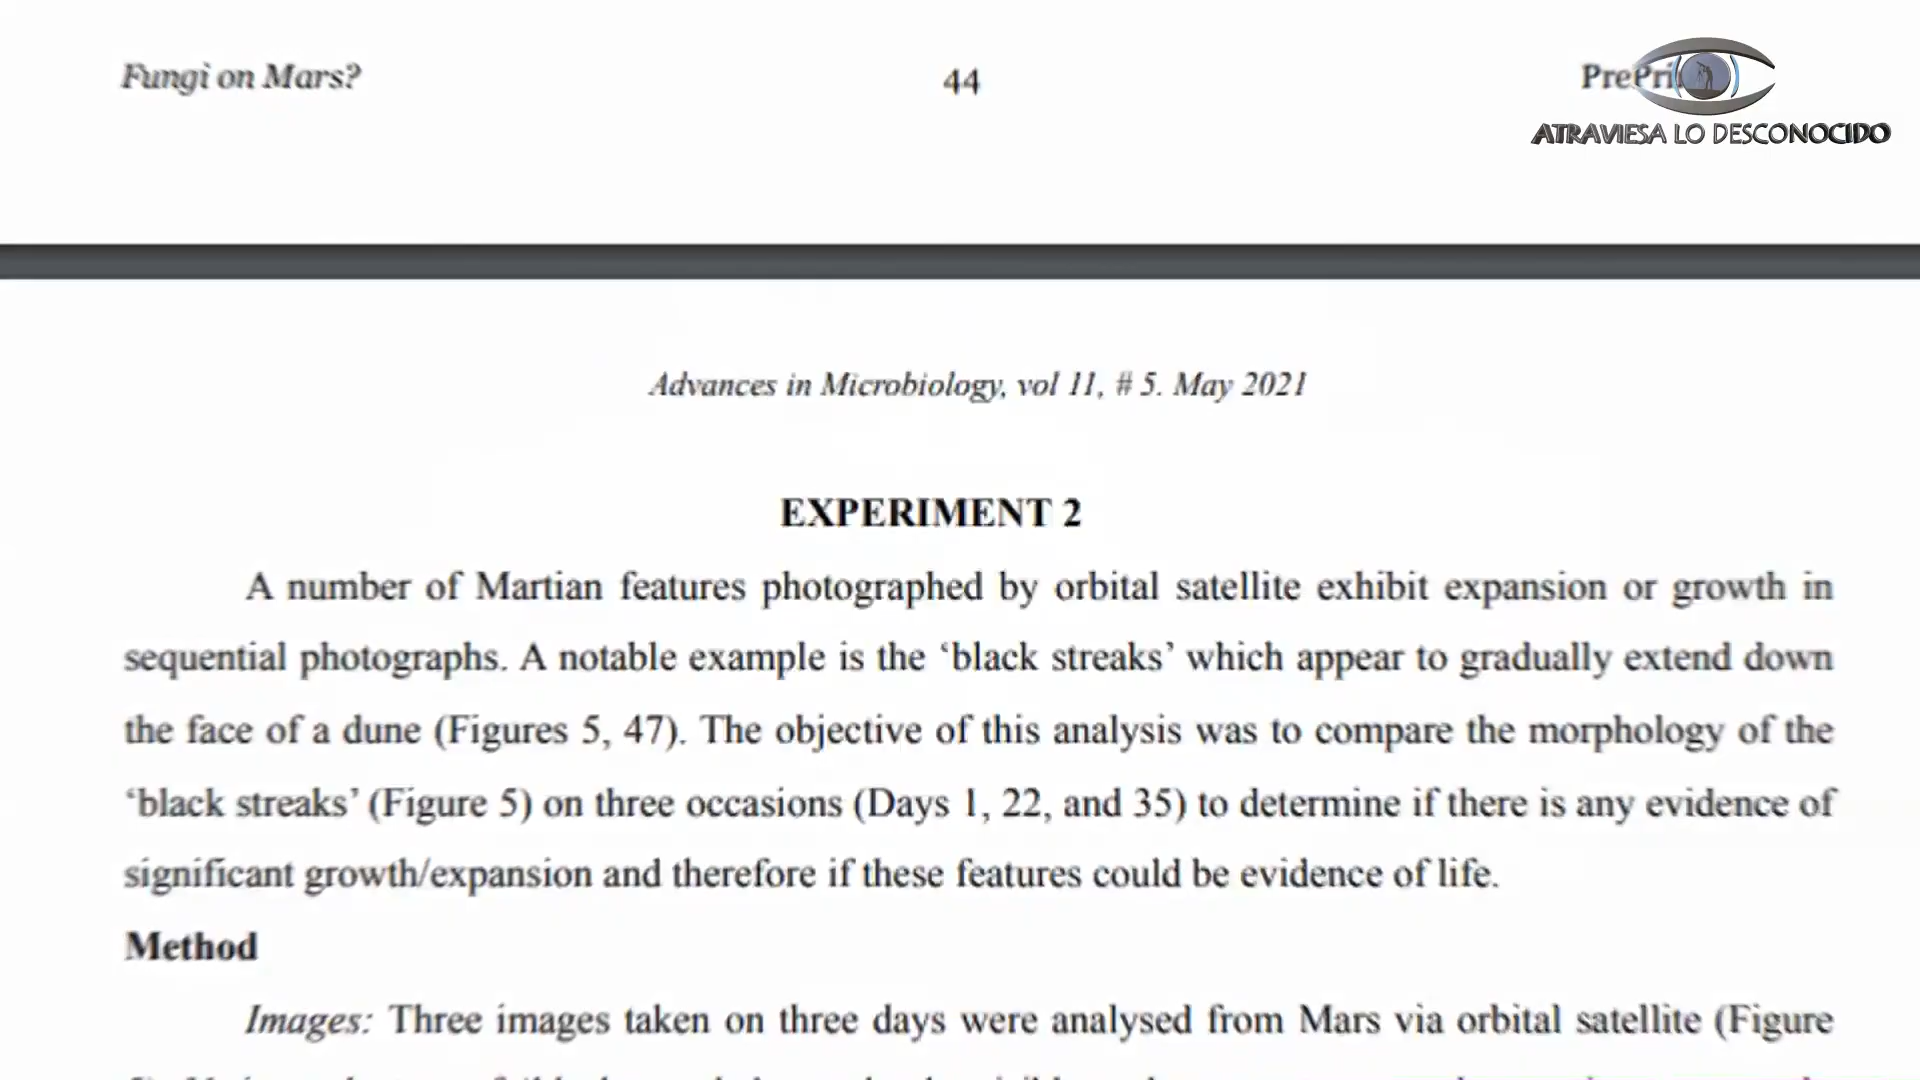 Fungi on Mars?
44
ATRAVIESA LO DESCONOCIDO
Advances in Microbiology, vol 11, # 5. May 2021
EXPERIMENT 2
A number of Martian features photographed by orbital satellite exhibit expansion or growth in
sequential photographs. A notable example is the ‘black streaks’ which appear to gradually extend down
the face of a dune (Figures 5, 47). The objective of this analysis was to compare the morphology of the
‘black streaks’ (Figure 5) on three occasions (Days 1, 22, and 35) to determine if there is any evidence of
significant growth/expansion and therefore if these features could be evidence of life.
Method
Images: Three images taken on three days were analysed from Mars via orbital satellite (Figure